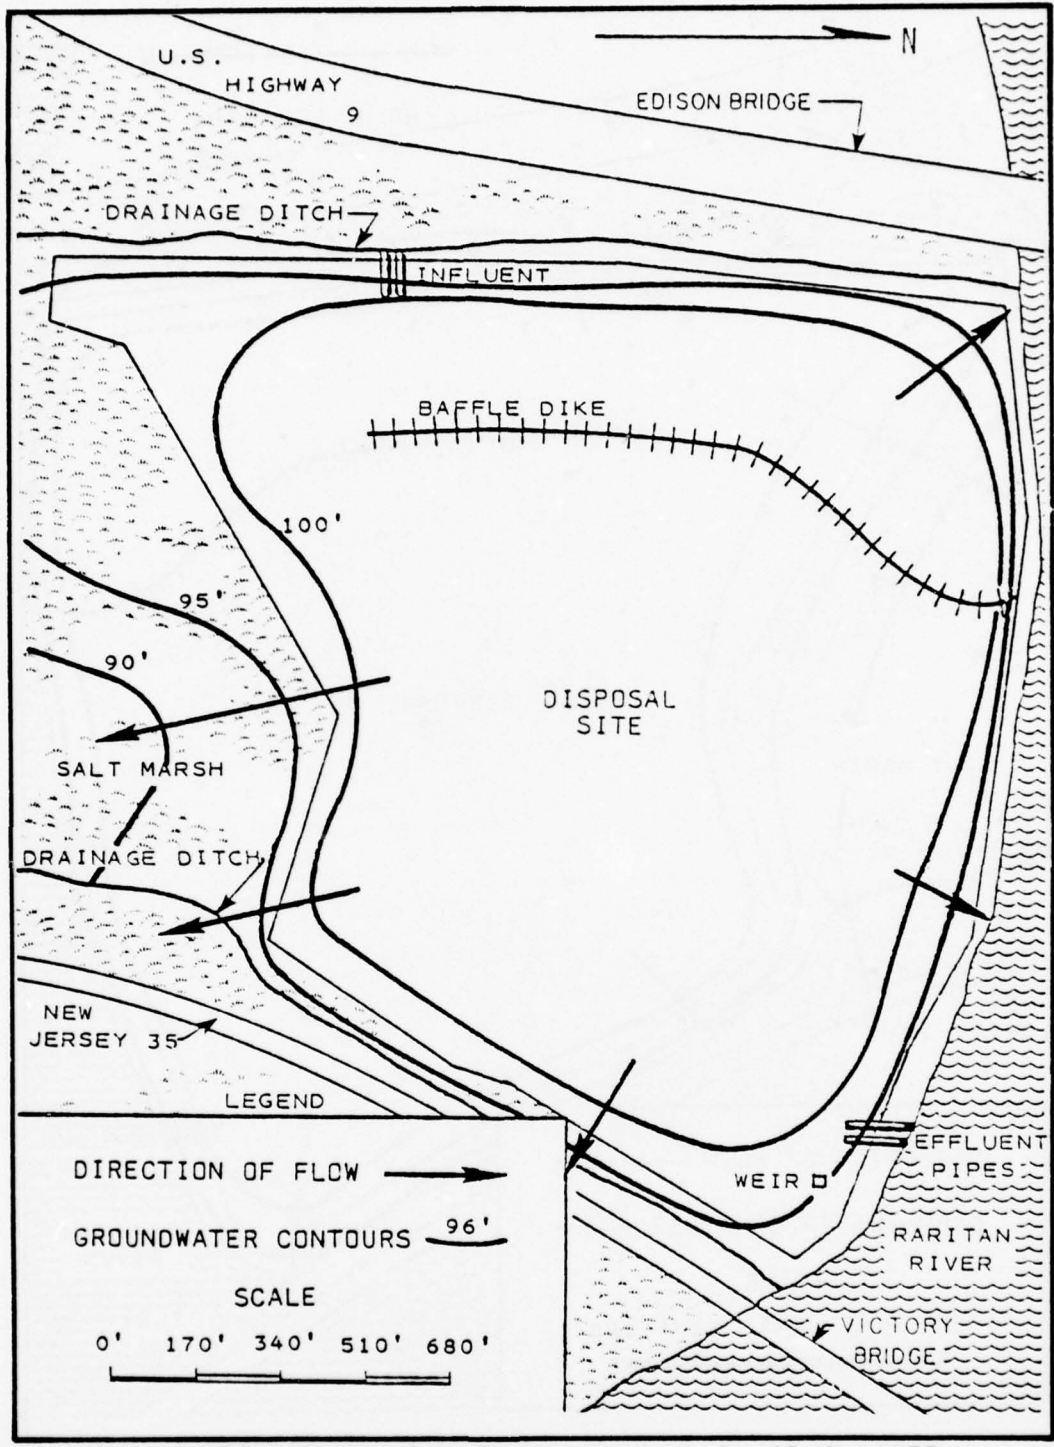 N
U.S.
HIGHWAY
9
EDISON BRIDGE
DRAINAGE DITCH
INFLUENT
BAFFLE DIKE
100'
95'
90'
DISPOSAL
SITE
SALT MARSH
DRAINAGE DITCH
NEW
JERSEY 35
EFFLUENT
PIPES
WEIR
RARITAN
RIVER
VICTORY
BRIDGE
LEGEND
DIRECTION OF FLOW
GROUNDWATER CONTOURS 96'
SCALE
0' 170' 340' 510' 680'